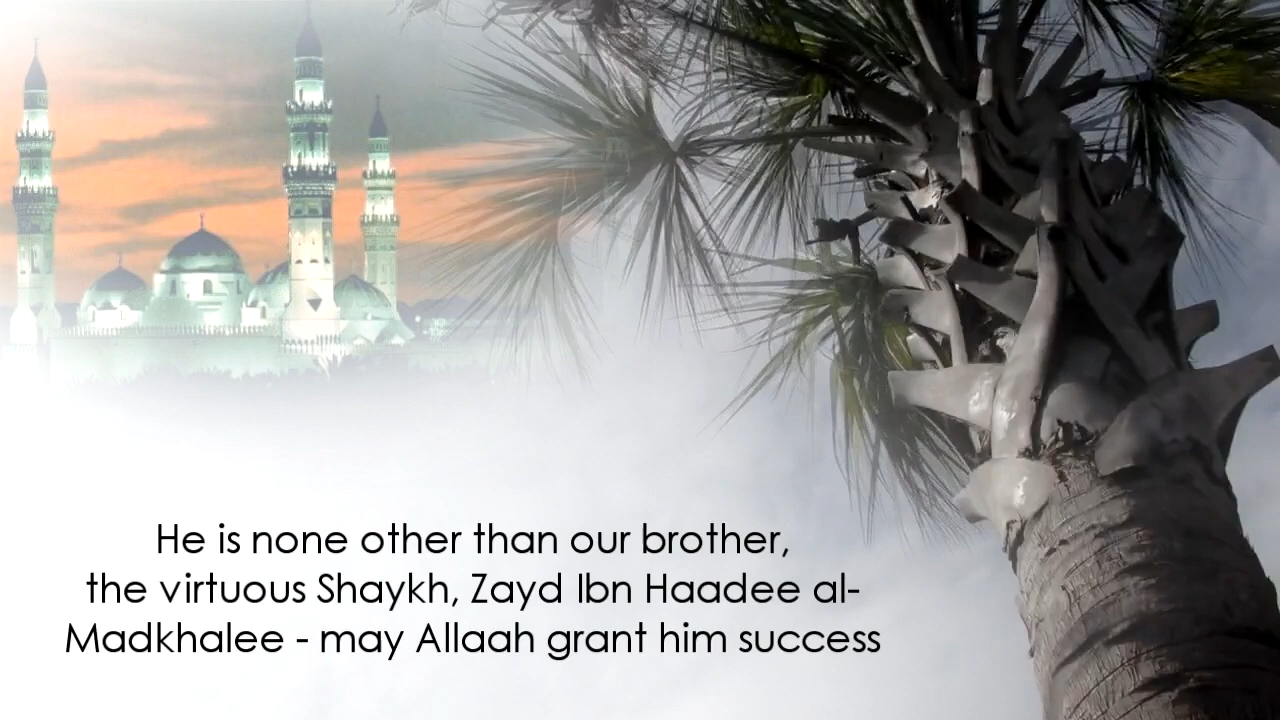 He is none other than our brother,
the virtuous Shaykh, Zayd Ibn Haadee al-
Madkhalee - may Allaah grant him success